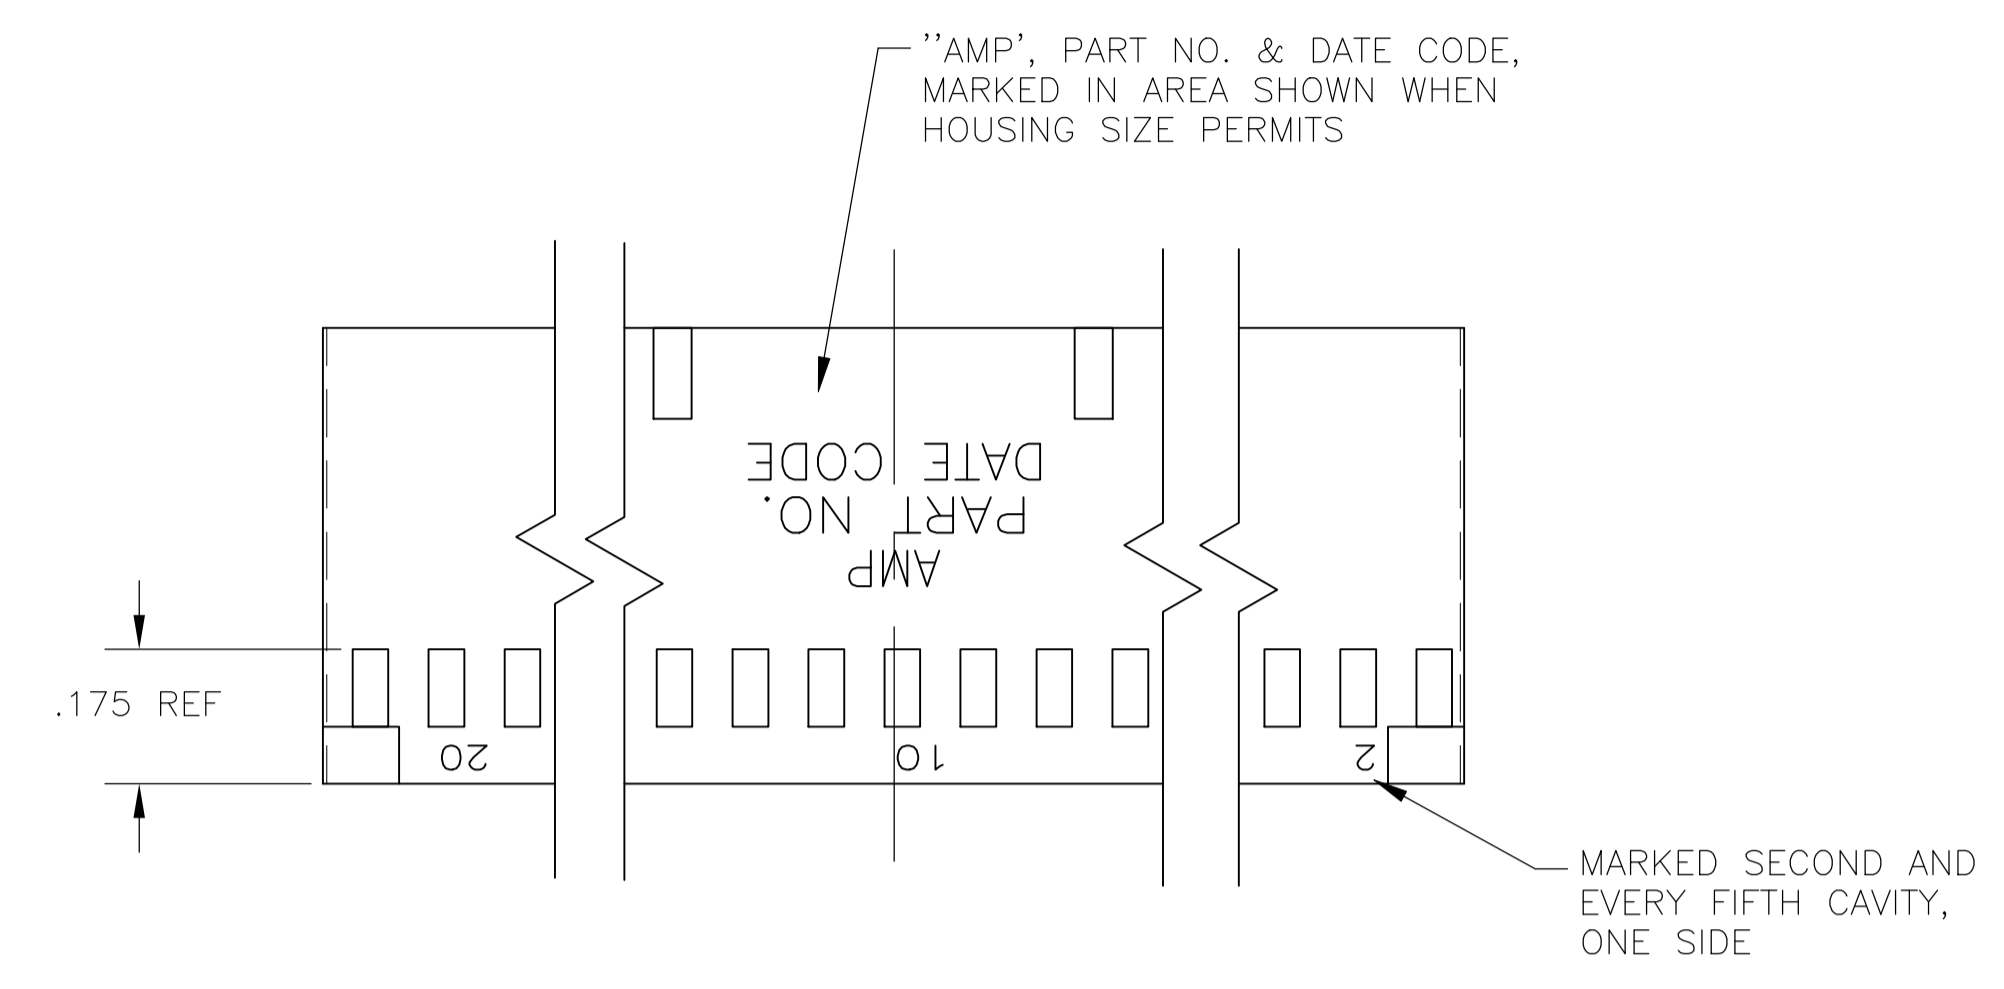 ''AMP', PART NO. & DATE CODE,
MARKED IN AREA SHOWN WHEN
HOUSING SIZE PERMITS
AMP
PART NO.
DATE CODE
.175 REF
20
10
2
MARKED SECOND AND
EVERY FIFTH CAVITY,
ONE SIDE